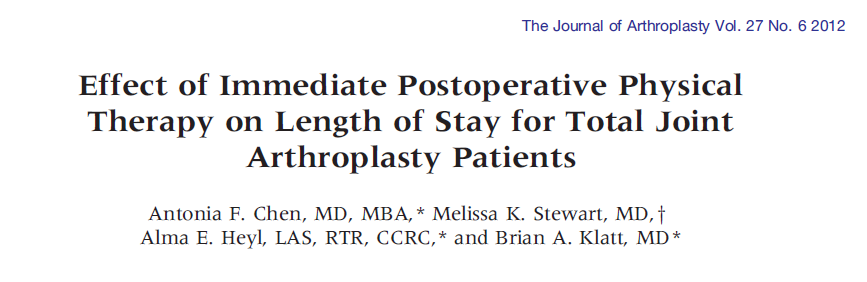 The Journal of Arthroplasty Vol. 27 No. 6 2012
Effect of Immediate Postoperative Physical
Therapy on Length of Stay for Total Joint
Arthroplasty Patients
Antonia F. Chen, MD, MBA,* Melissa K. Stewart, MD,†
Alma E. Heyl, LAS, RTR, CCRC,* and Brian A. Klatt, MD*